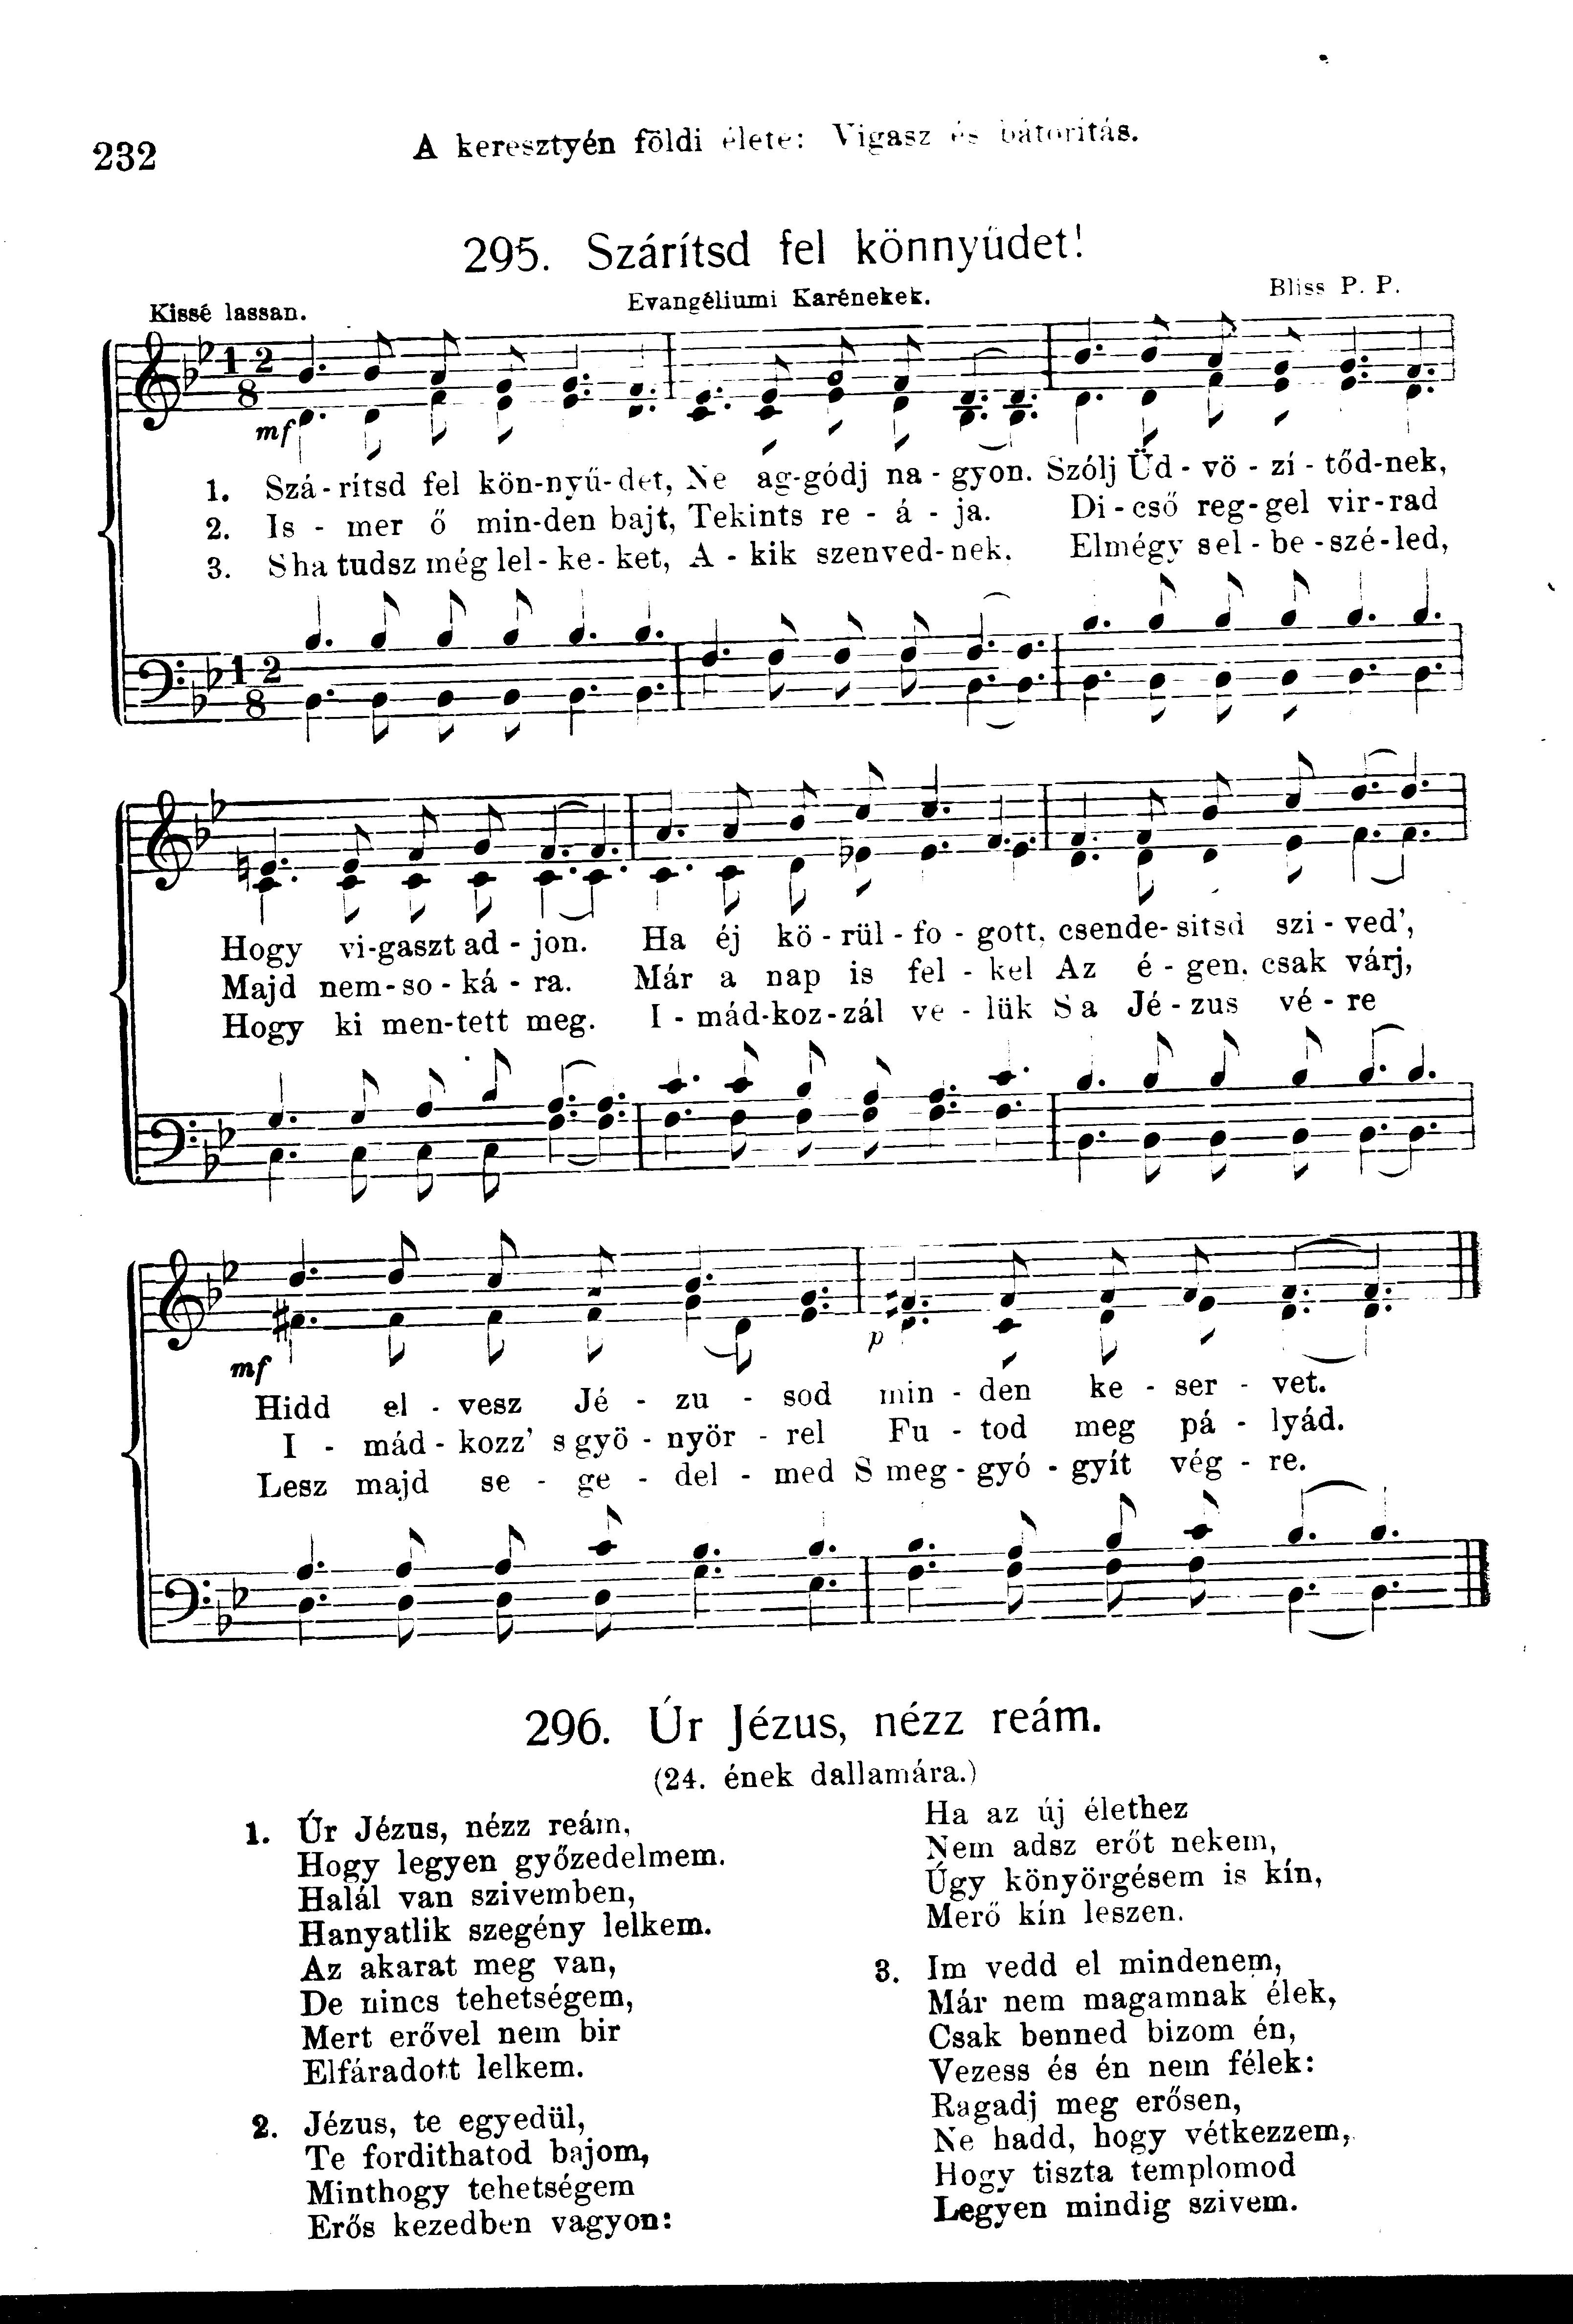 232
A keresztyén földi élete: Vigasz és bátorítás.
295. Szárítsd fel könnyűdet!
Kissé lassan.
Evangéliumi Karénekek.
Bliss P. P.
12
8
mf
1. Szá-rítsd fel kön-nyű-det, Ne ag-gódj na-gyon. Szólj Üd-vö-zí-tőd-nek,
2. Is-mer ő min-den bajt, Tekints re-á-ja. Di-cső reg-gel vir-rad
3. S ha tudsz még lel-ke-ket, A-kik szenved-nek. Elmégy s el-be-szé-led,
12
8
Hogy vi-gaszt ad-jon. Ha éj kö-rül-fo-gott, csende-sitsd szi-ved',
Majd nem-so-ká-ra. Már a nap is fel-kel Az é-gen, csak várj,
Hogy ki men-tett meg. I-mád-koz-zál ve-lük S a Jé-zus vé-re
mf
p
Hidd el-vesz Jé-zu-sod min-den ke-ser-vet.
I-mád-kozz' s gyö-nyör-rel Fu-tod meg pá-lyád.
Lesz majd se-ge-del-med S meg-gyó-gyít vég-re.
296. Úr Jézus, nézz reám.
(24. ének dallamára.)
1. Úr Jézus, nézz reám,
Hogy legyen győzedelmem.
Halál van szivemben,
Hanyatlik szegény lelkem.
Az akarat meg van,
De nincs tehetségem,
Mert erővel nem bir
Elfáradott lelkem.
2. Jézus, te egyedül,
Te fordithatod bajom,
Minthogy tehetségem
Erős kezedben vagyon:
Ha az új élethez
Nem adsz erőt nekem,
Úgy könyörgésem is kín,
Merő kín leszen.
3. Im vedd el mindenem,
Már nem magamnak élek,
Csak benned bizom én,
Vezess és én nem félek:
Ragadj meg erősen,
Ne hadd, hogy vétkezzem,
Hogy tiszta templomod
Legyen mindig szivem.